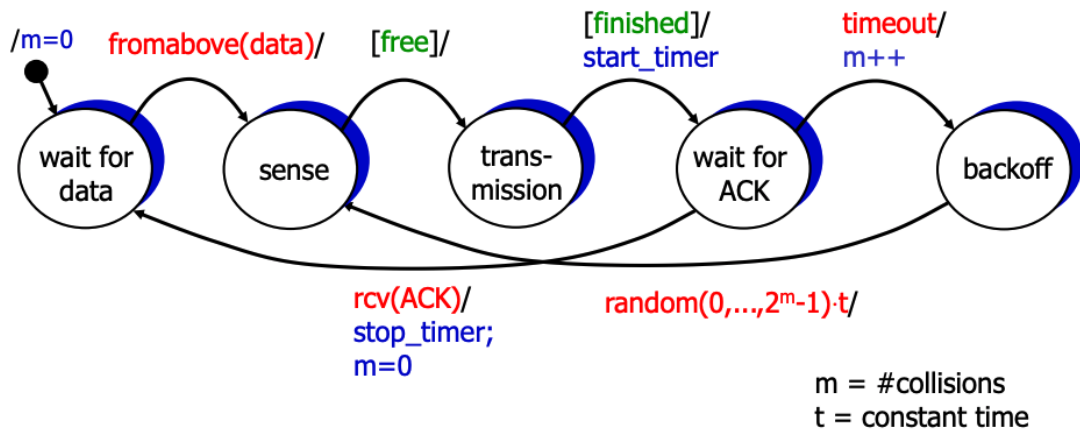 /m=0
fromabove(data)/
[free]/
[finished]/
start_timer
timeout/
m++
wait for
data
sense
trans-
mission
wait for
ACK
backoff
rcv(ACK)/
stop_timer;
m=0
random(0,...,2ᵐ-1)·t/
m = #collisions
t = constant time